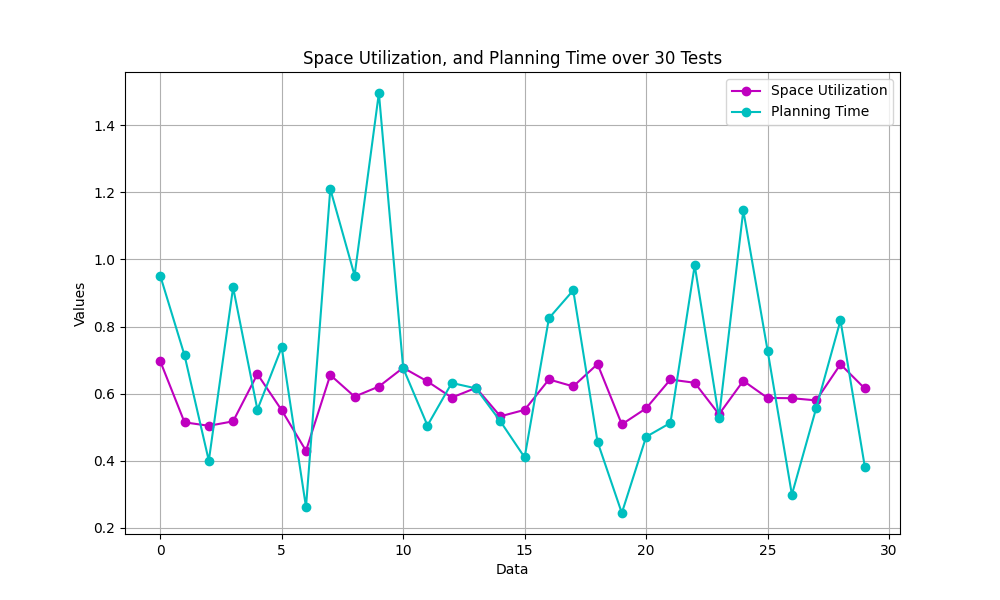 Space Utilization, and Planning Time over 30 Tests
Space Utilization
Planning Time
1.4
1.2
1.0
0.8
0.6
0.4
0.2
Values
0 5 10 15 20 25 30
Data